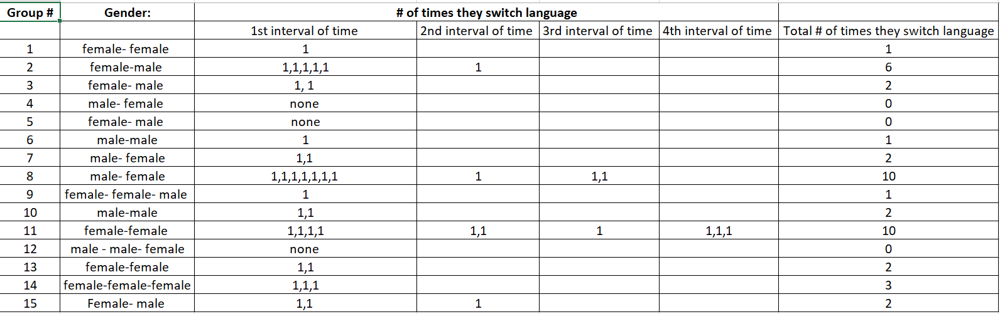 Group # Gender: # of times they switch language
1st interval of time 2nd interval of time 3rd interval of time 4th interval of time Total # of times they switch language
1 female- female 1 1
2 female-male 1,1,1,1,1 1 6
3 female- male 1, 1 2
4 male- female none 0
5 female- male none 0
6 male-male 1 1
7 male- female 1,1 2
8 male- female 1,1,1,1,1,1,1 1 1,1 10
9 female- female- male 1 1
10 male-male 1,1 2
11 female-female 1,1,1,1 1,1 1 1,1,1 10
12 male - male- female none 0
13 female-female 1,1 2
14 female-female-female 1,1,1 3
15 Female- male 1,1 1 2